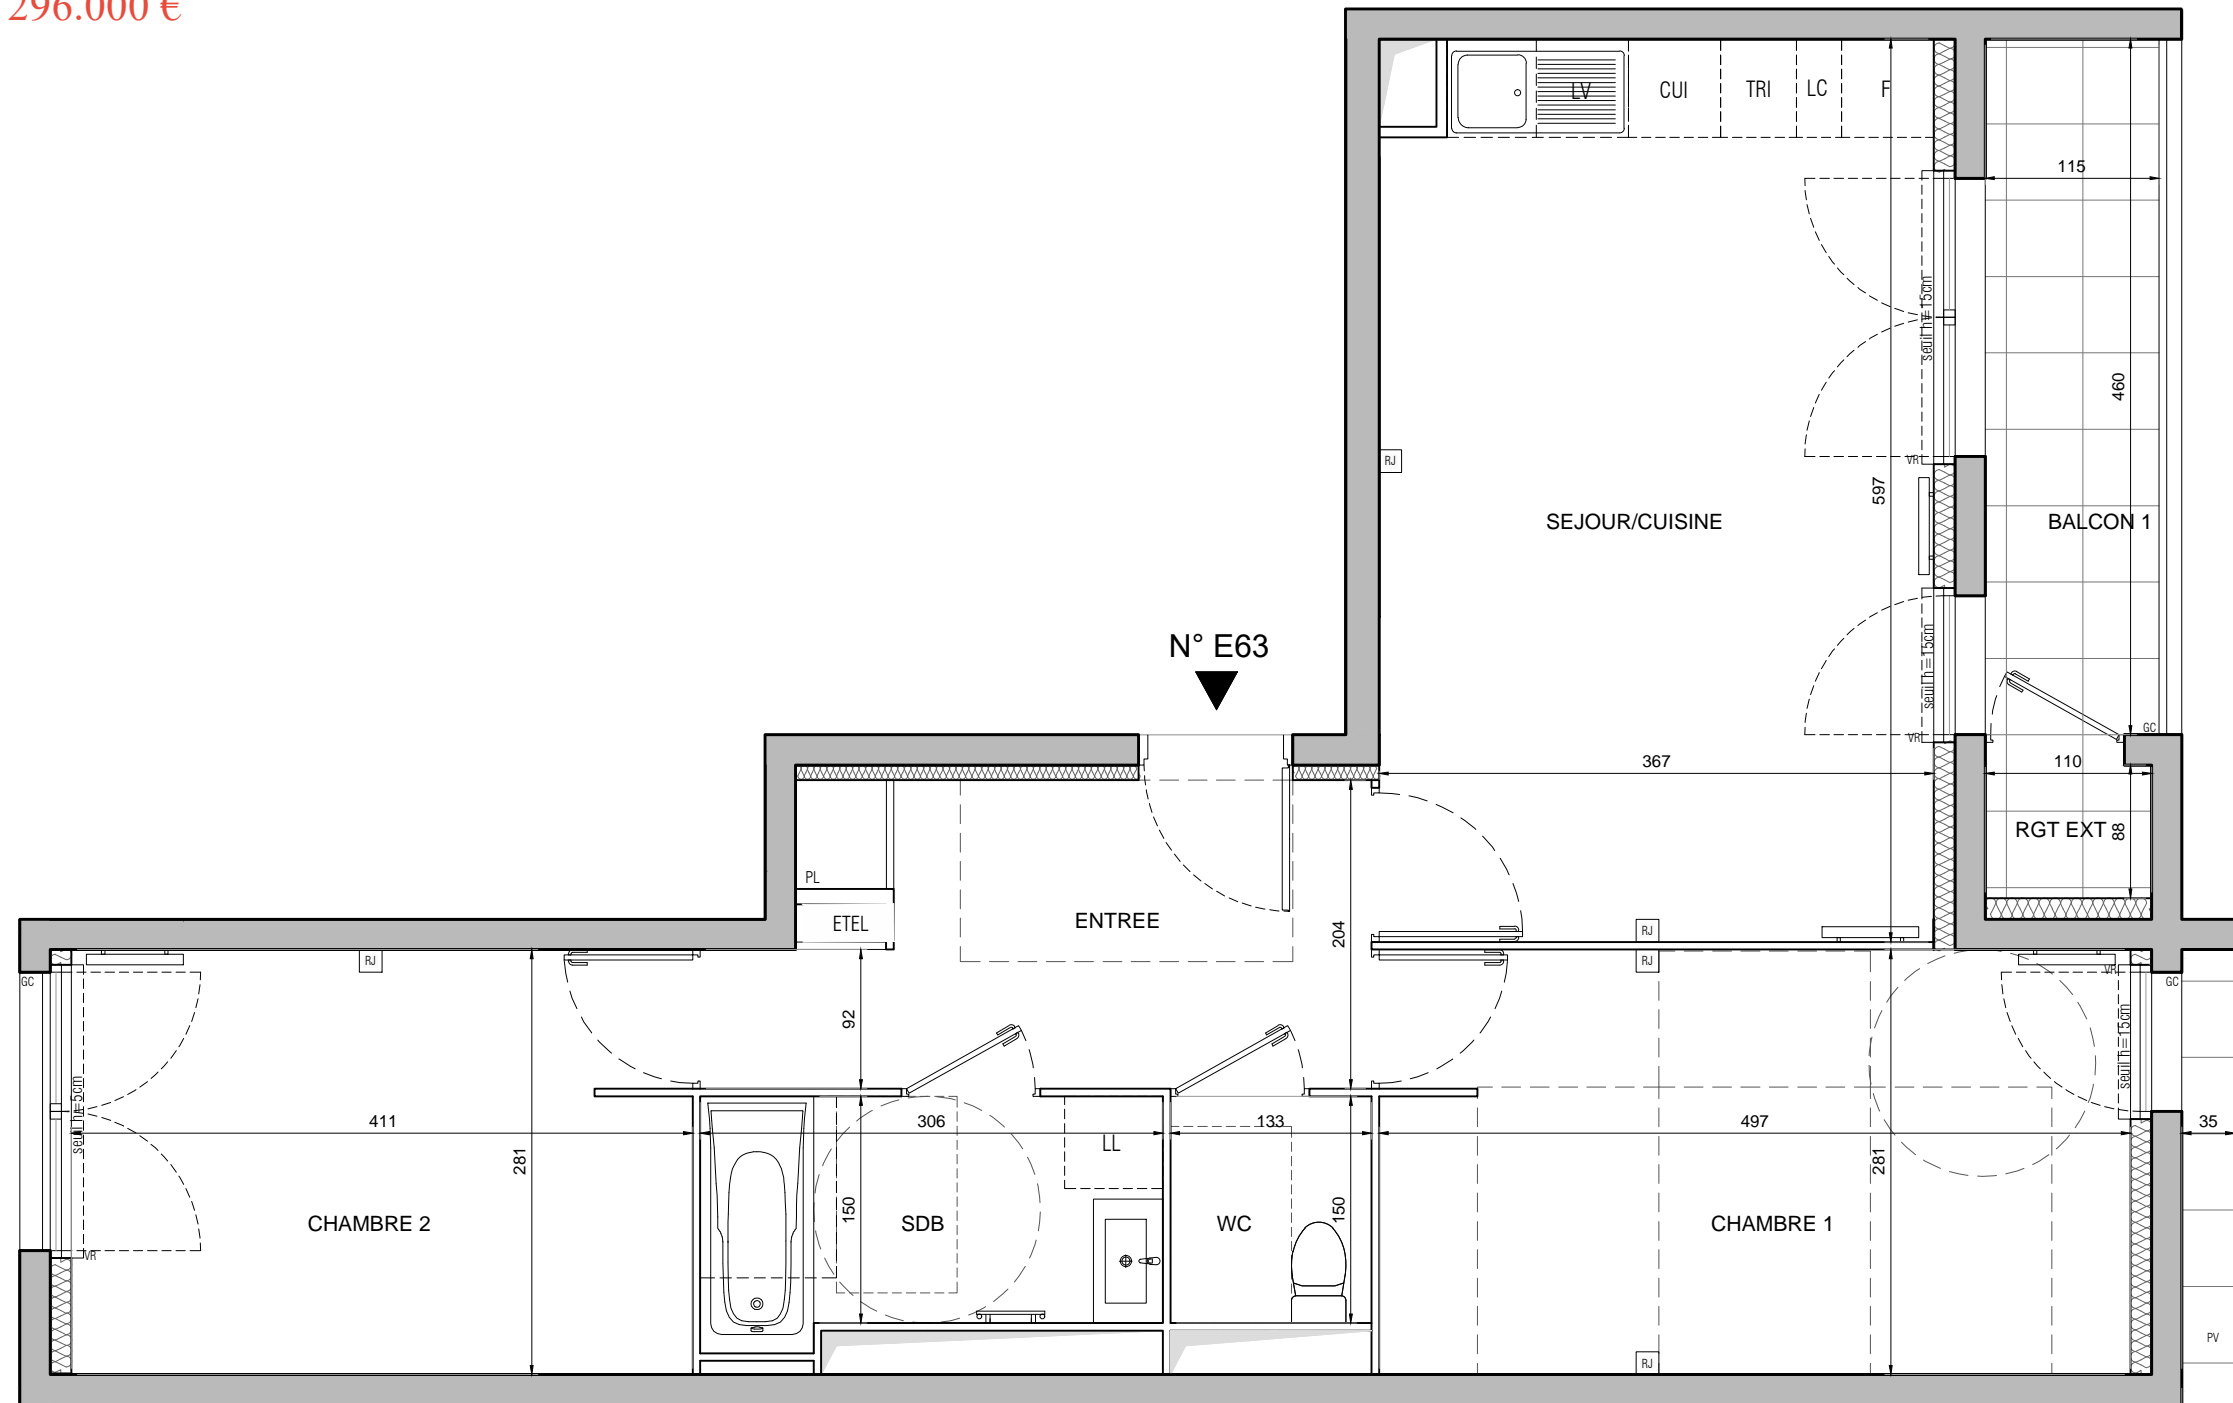 296.000 €
LV CUI TRI LC F
115
seuil h=15cm
460
RJ
VR
597
SEJOUR/CUISINE
BALCON 1
N° E63
seuil h=15cm
VR
GC
367
110
RGT EXT
88
PL
ETEL
ENTREE
204
RJ
RJ
RJ
VR
GC
GC
92
seuil h=5cm
seuil h=15cm
411
306
133
497
35
LL
281
281
150
150
CHAMBRE 2
SDB
WC
CHAMBRE 1
VR
PV
RJ